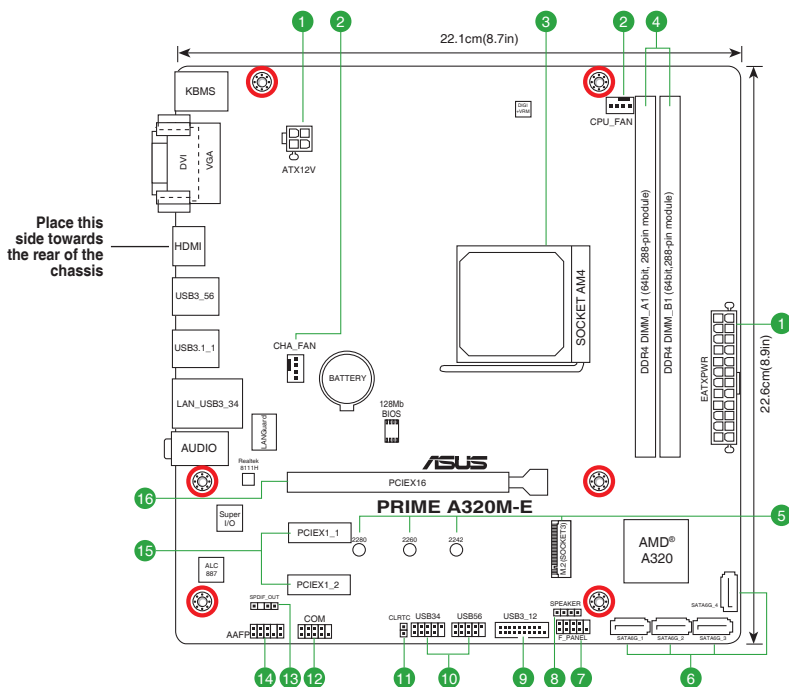 1
2
3
2
4
22.1cm(8.7in)
KBMS
DIGI
+VRM
CPU_FAN
ATX12V
DVI
VGA
Place this
side towards
the rear of the
chassis
HDMI
USB3_56
USB3.1_1
LAN_USB3_34
AUDIO
CHA_FAN
2
BATTERY
128Mb
BIOS
LANGuard
Realtek
8111H
SOCKET AM4
DDR4 DIMM_A1 (64bit, 288-pin module)
DDR4 DIMM_B1 (64bit,288-pin module)
EATXPWR
1
22.6cm(8.9in)
ASUS
16
PCIEX16
PRIME A320M-E
Super
I/O
15
PCIEX1_1
2280
2260
2242
5
M.2(SOCKET3)
AMD®
A320
ALC
887
PCIEX1_2
SPDIF_OUT
AAFP
COM
CLRTC
USB34
USB56
USB3_12
SPEAKER
F_PANEL
SATA6G_4
SATA6G_1
SATA6G_2
SATA6G_3
14
13
12
11
10
9
8
7
6